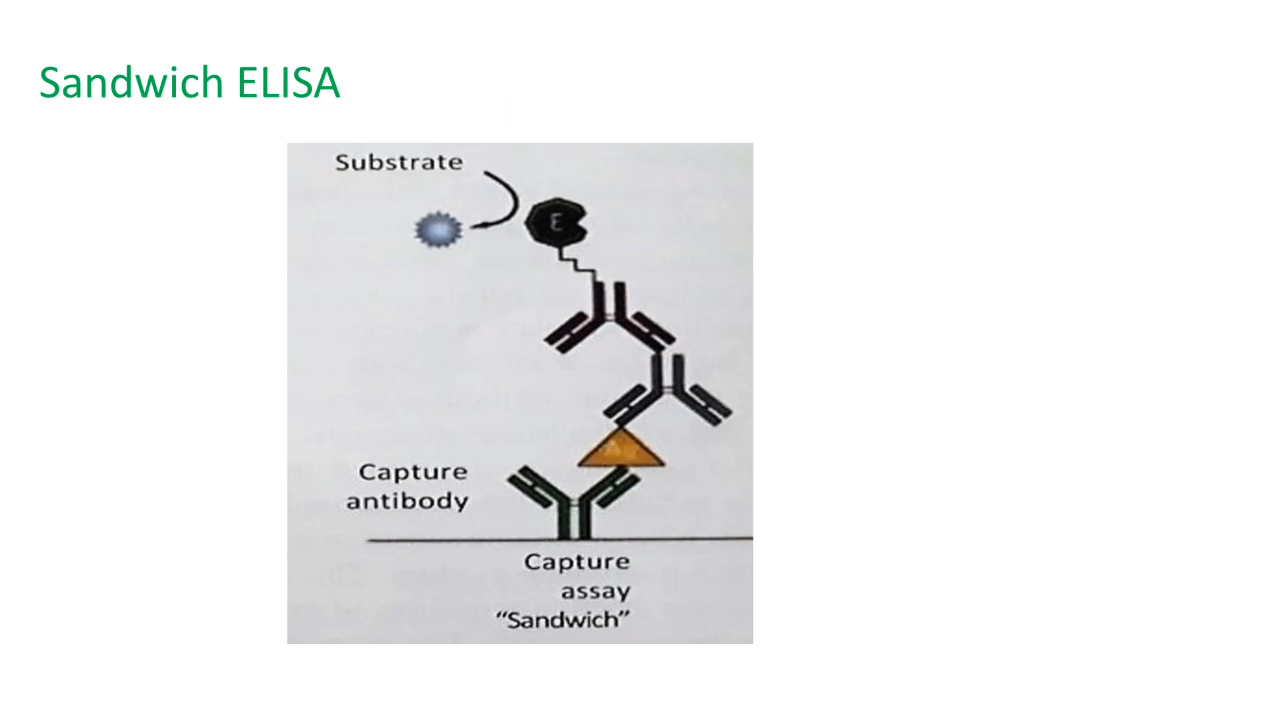 Sandwich ELISA
Substrate
E
Capture
antibody
Capture
assay
“Sandwich”